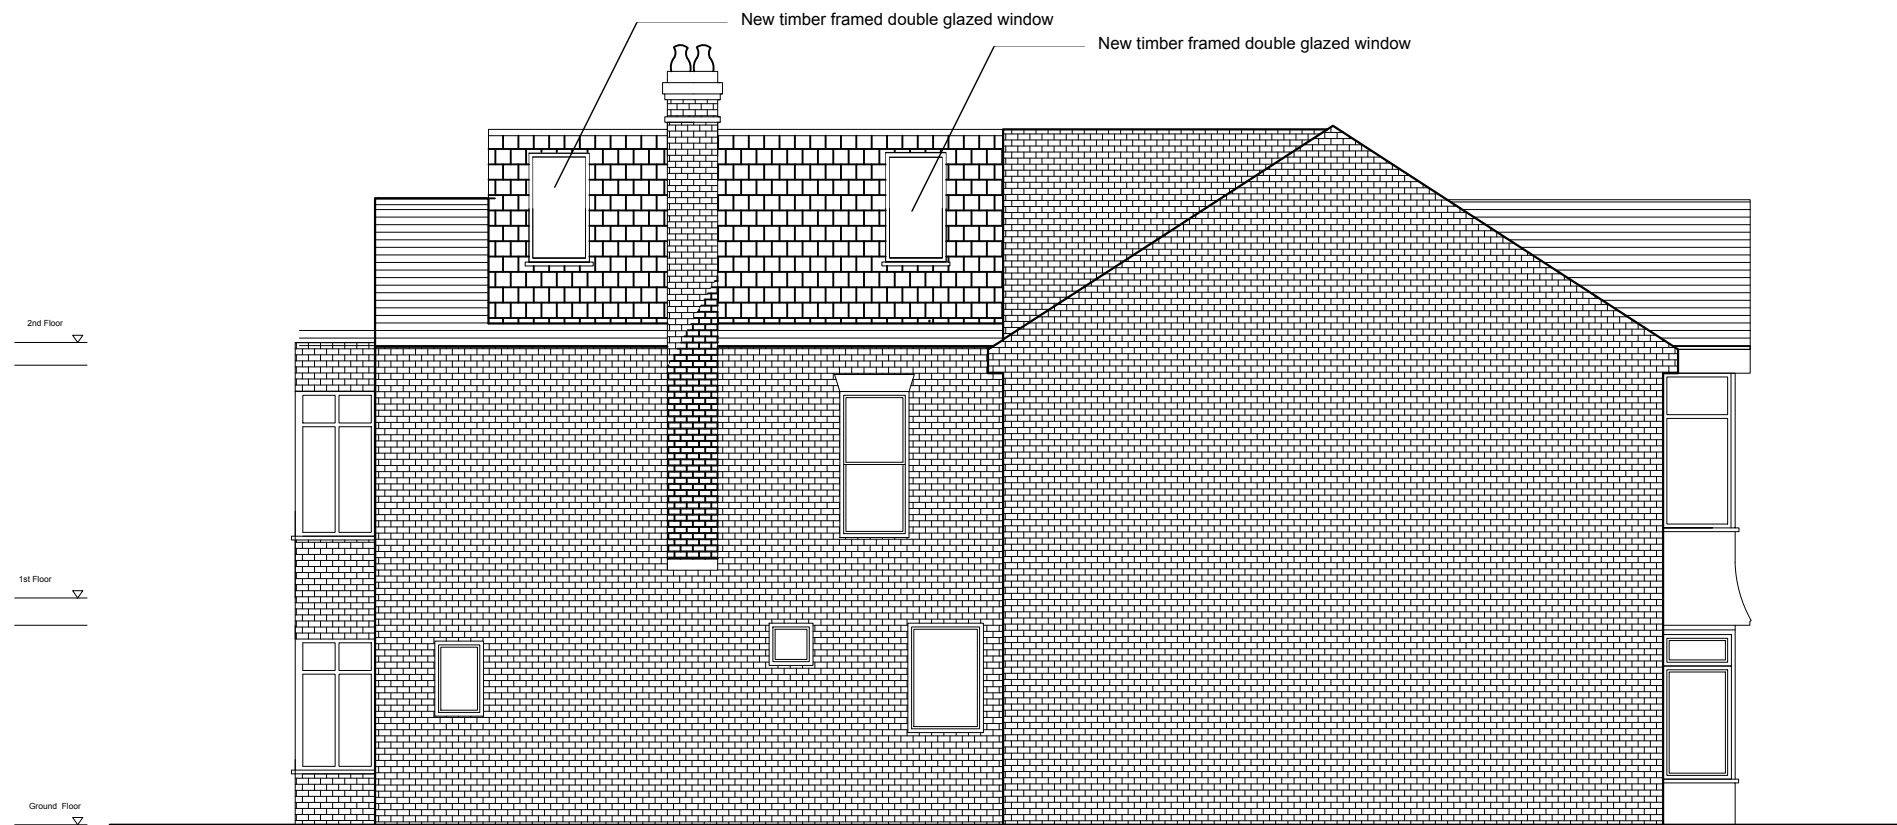 New timber framed double glazed window
New timber framed double glazed window
2nd Floor
1st Floor
Ground Floor